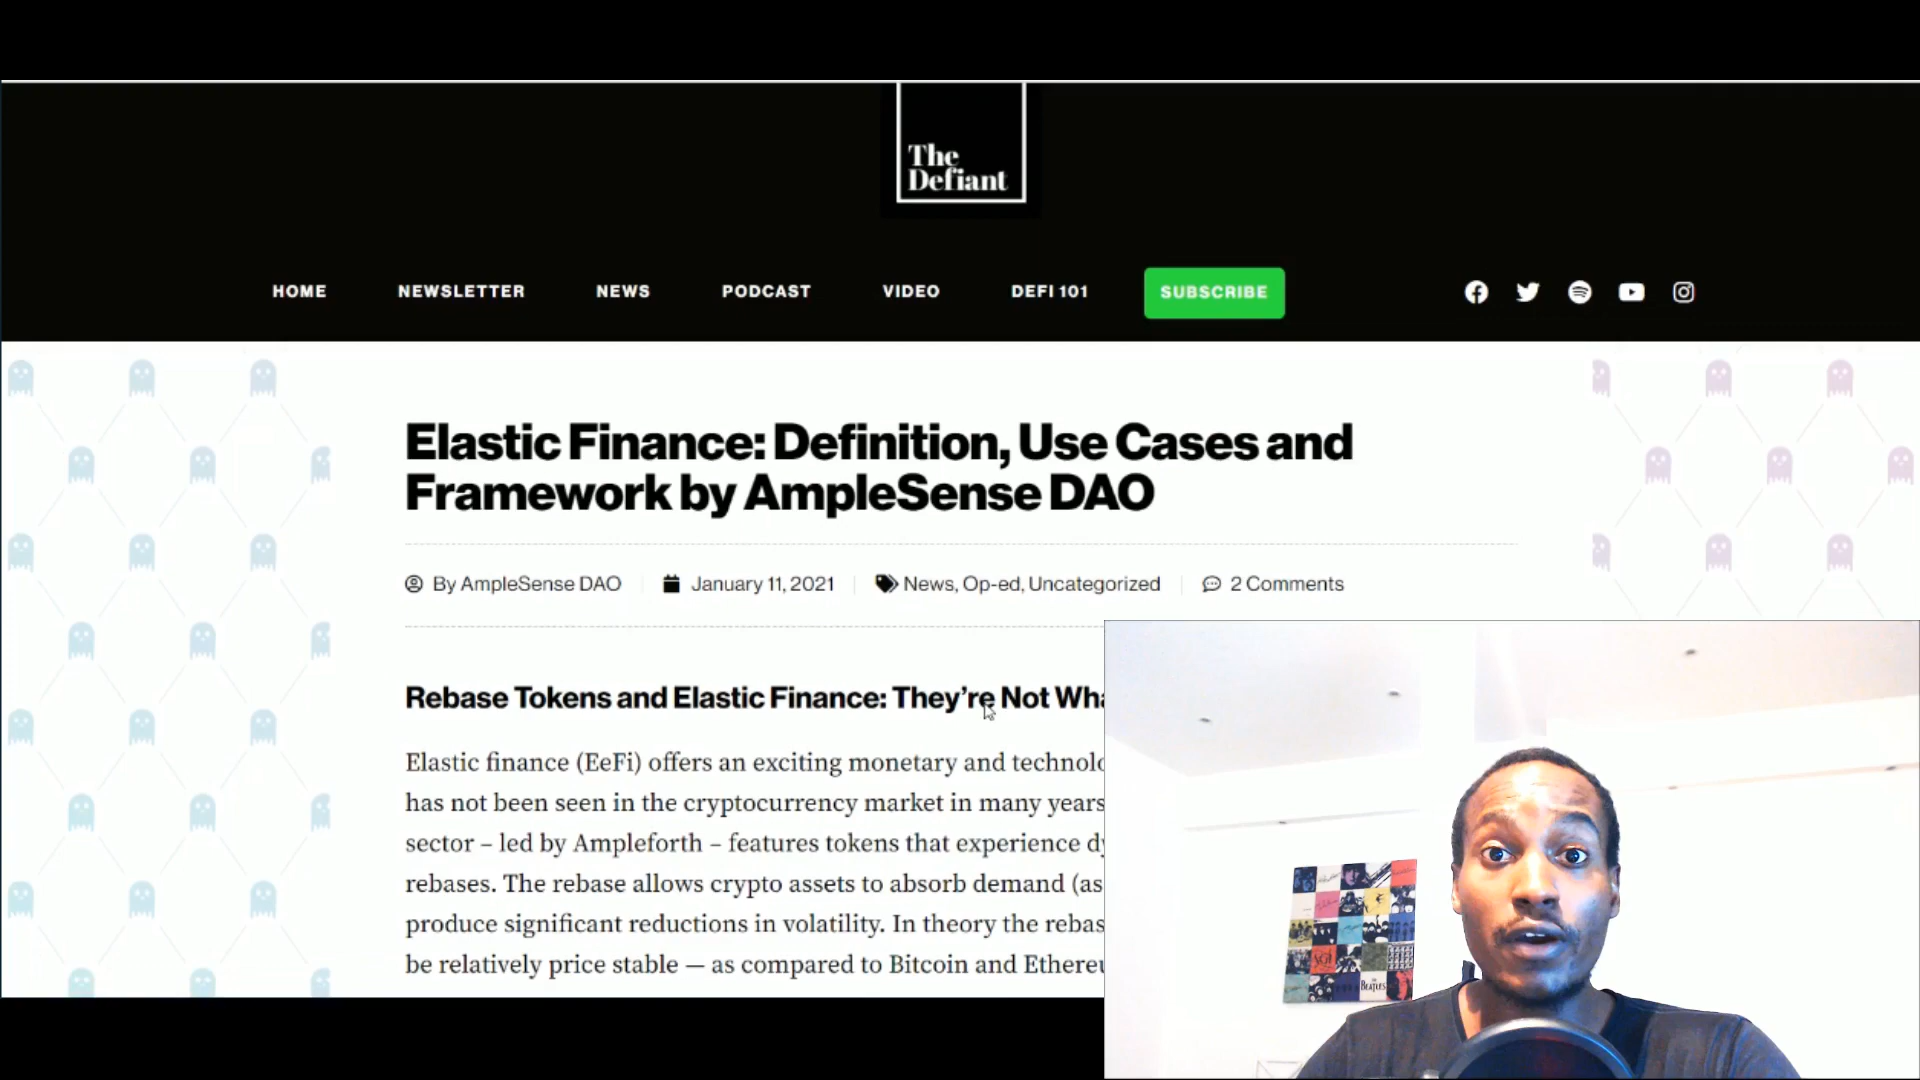 The
Defiant
HOME NEWSLETTER NEWS PODCAST VIDEO DEFI 101 SUBSCRIBE
Elastic Finance: Definition, Use Cases and
Framework by AmpleSense DAO
By AmpleSense DAO January 11, 2021 News, Op-ed, Uncategorized 2 Comments
Rebase Tokens and Elastic Finance: They’re Not
Elastic finance (EeFi) offers an exciting monetary and
has not been seen in the cryptocurrency market in many years
sector – led by Ampleforth – features tokens that experience
rebases. The rebase allows crypto assets to absorb demand (as
produce significant reductions in volatility. In theory the
be relatively price stable — as compared to Bitcoin and
BEATLES